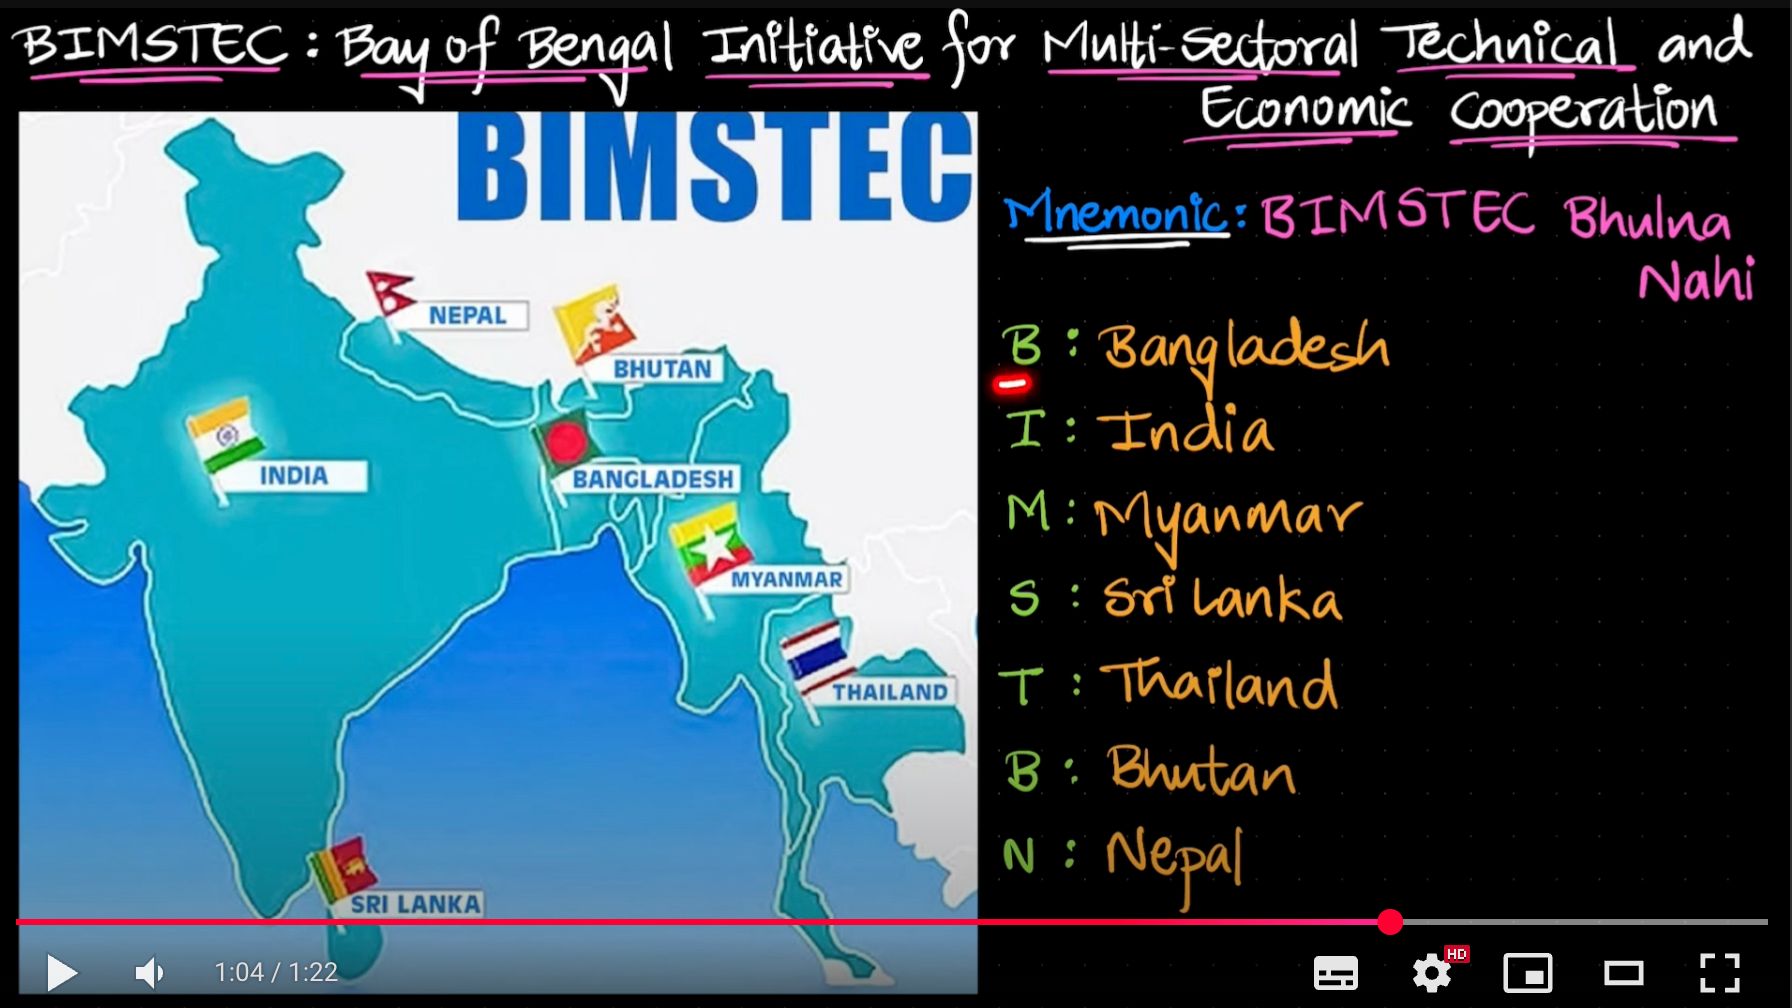 BIMSTEC : Bay of Bengal Initiative for Multi-Sectoral Technical and
Economic Cooperation
BIMSTEC
NEPAL
BHUTAN
INDIA
BANGLADESH
MYANMAR
THAILAND
SRI LANKA
Mnemonic: BIMSTEC Bhulna
Nahi
B : Bangladesh
I : India
M : Myanmar
S : Sri Lanka
T : Thailand
B : Bhutan
N : Nepal
1:04 / 1:22
HD